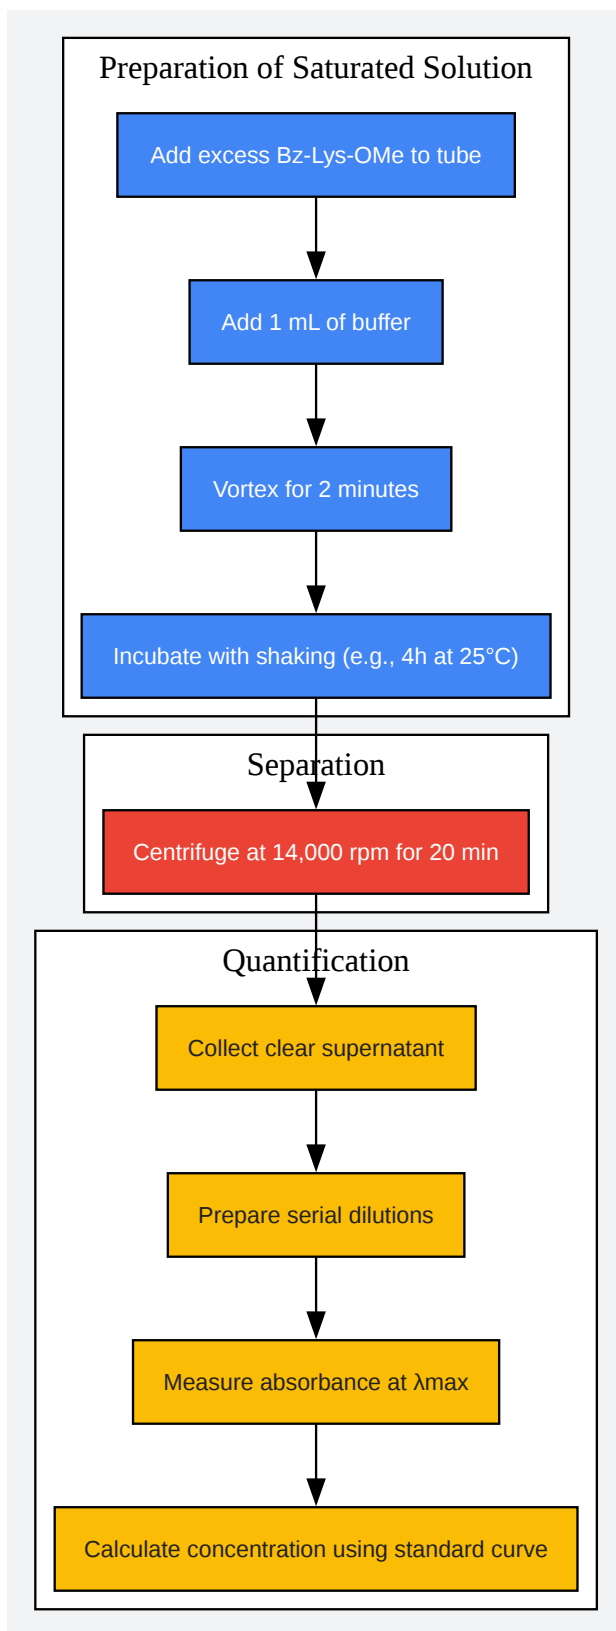 Preparation of Saturated Solution
Add excess Bz-Lys-OMe to tube
Add 1 mL of buffer
Vortex for 2 minutes
Incubate with shaking (e.g., 4h at 25°C)
Separation
Centrifuge at 14,000 rpm for 20 min
Quantification
Collect clear supernatant
Prepare serial dilutions
Measure absorbance at λmax
Calculate concentration using standard curve